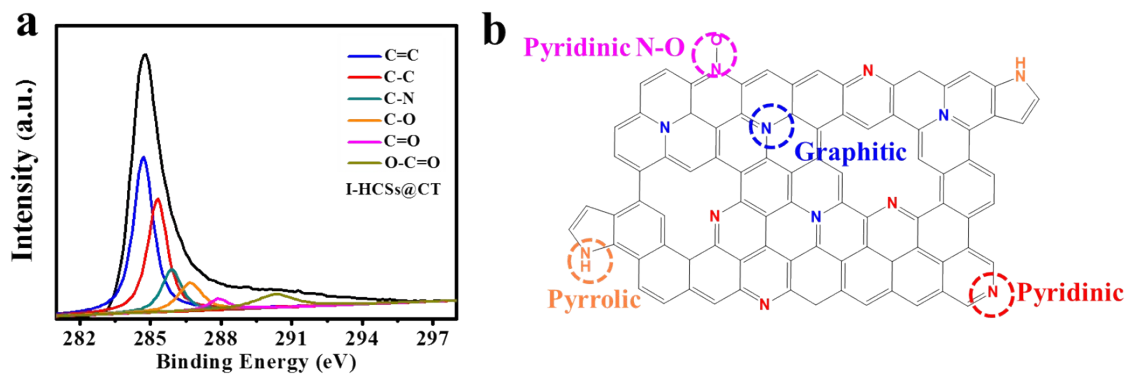 a
Intensity (a.u.)
C=C
C-C
C-N
C-O
C=O
O-C=O
I-HCSs@CT
282 285 288 291 294 297
Binding Energy (eV)
b
Pyridinic N-O
O
N
N
H
N
N
N
N
Graphitic
N
N
N
N
H
Pyrrolic
N
N
Pyridinic